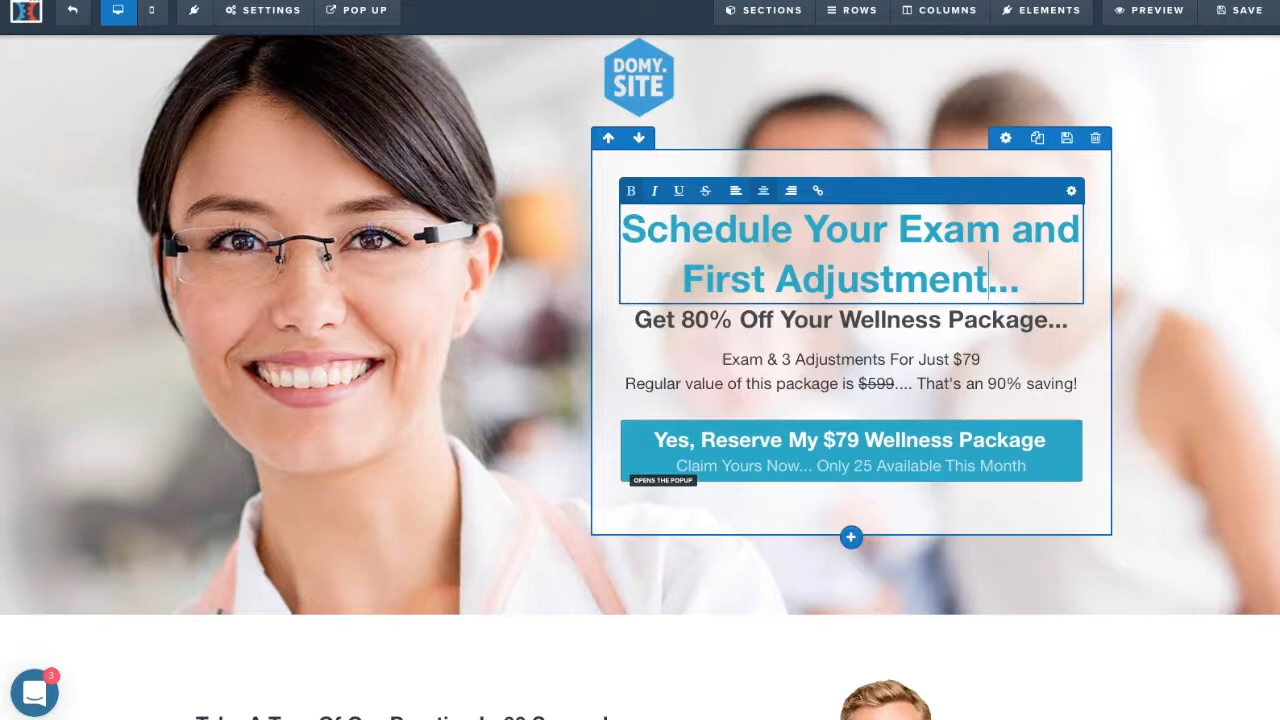 SETTINGS
POP UP
SECTIONS
ROWS
COLUMNS
ELEMENTS
PREVIEW
SAVE
DOMY.
SITE
B I U S
Schedule Your Exam and
First Adjustment...
Get 80% Off Your Wellness Package...
Exam & 3 Adjustments For Just $79
Regular value of this package is $599.... That's an 90% saving!
Yes, Reserve My $79 Wellness Package
Claim Yours Now... Only 25 Available This Month
OPENS THE POPUP
3